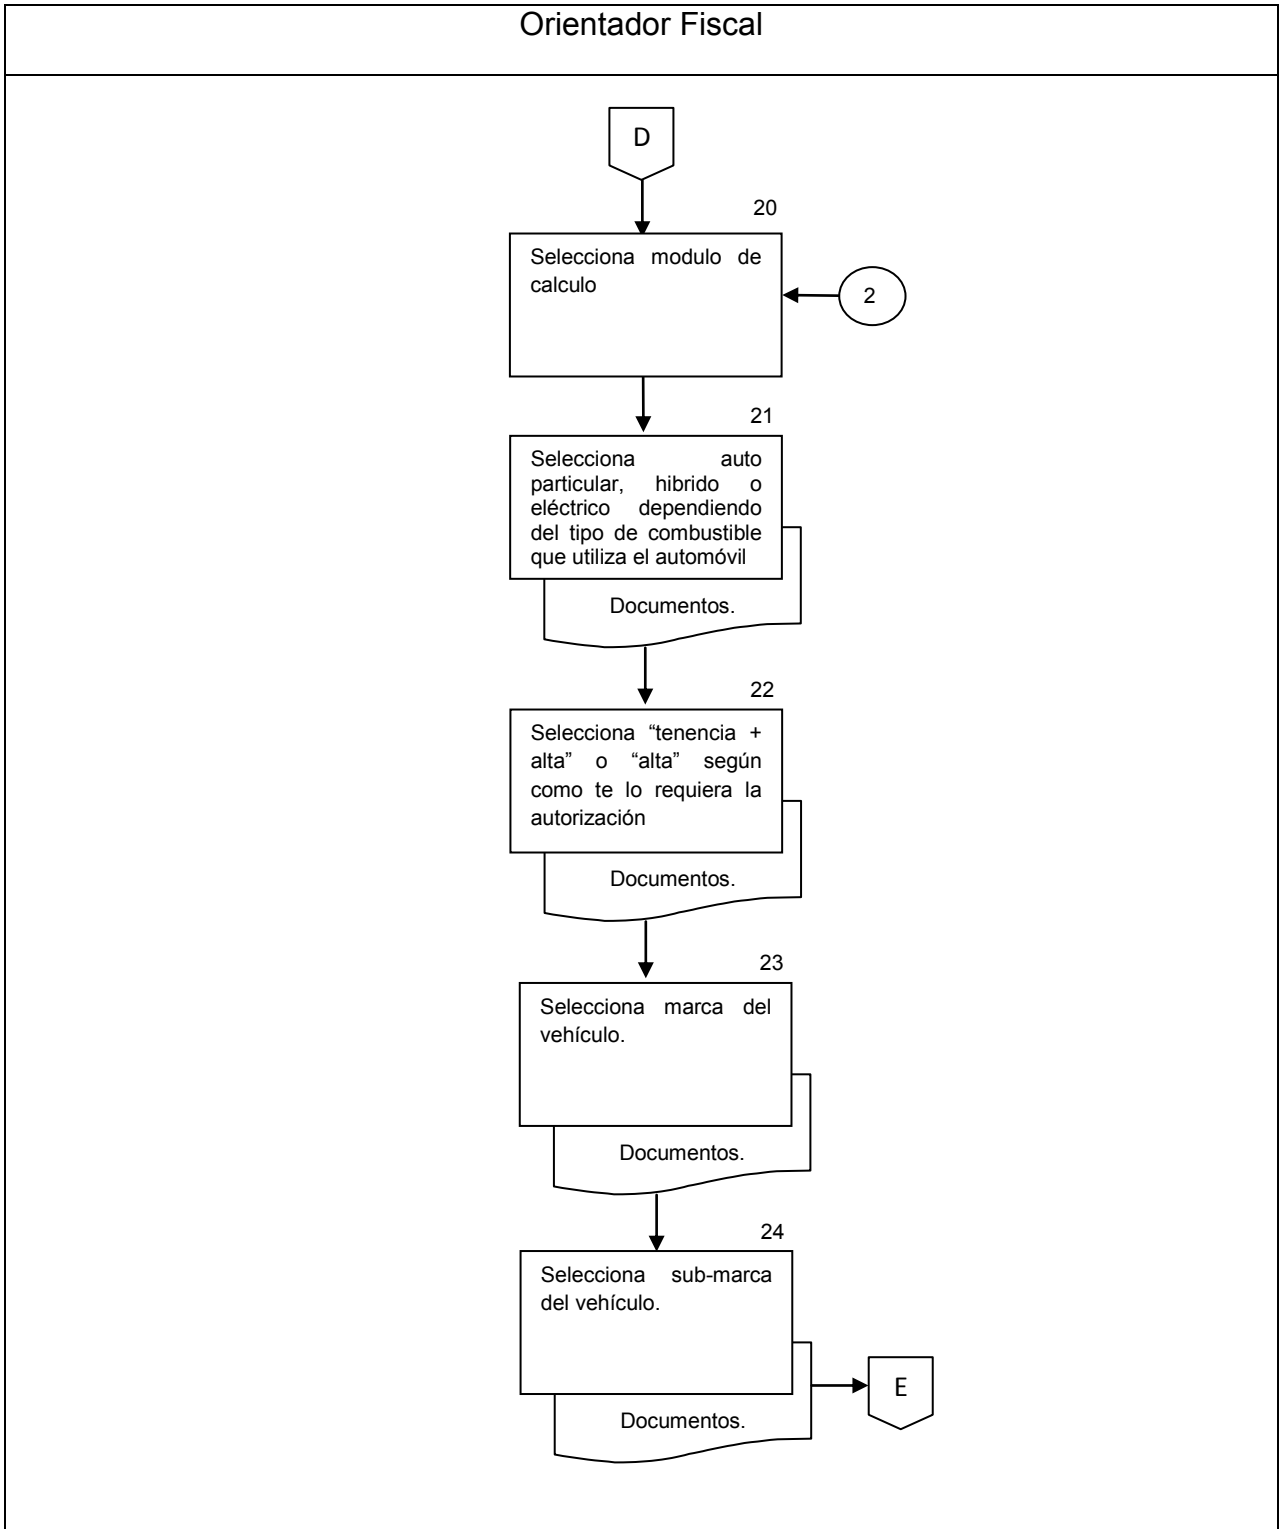 Orientador Fiscal
D
20
Selecciona modulo de
calculo
2
21
Selecciona auto
particular, hibrido o
eléctrico dependiendo
del tipo de combustible
que utiliza el automóvil
Documentos.
22
Selecciona “tenencia +
alta” o “alta” según
como te lo requiera la
autorización
Documentos.
23
Selecciona marca del
vehículo.
Documentos.
24
Selecciona sub-marca
del vehículo.
E
Documentos.